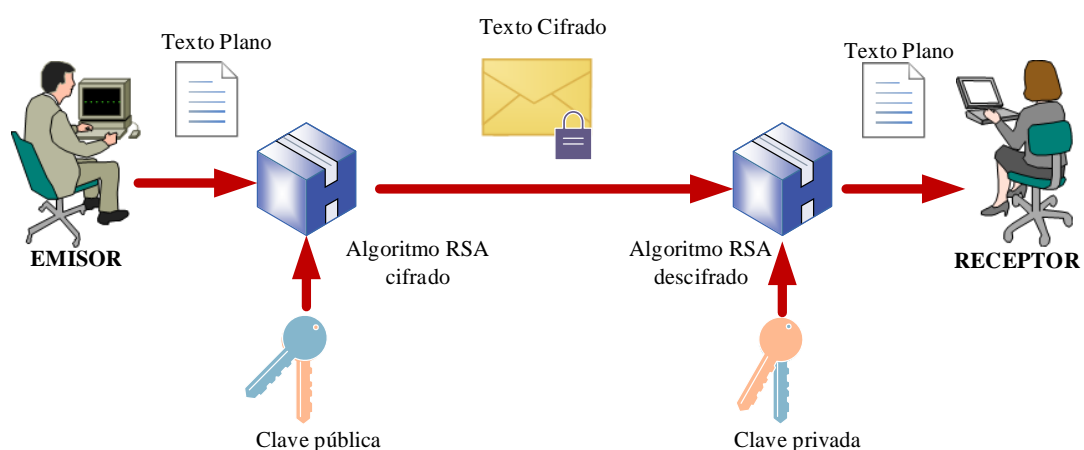 Texto Plano
Texto Cifrado
Texto Plano
EMISOR
Algoritmo RSA
cifrado
Algoritmo RSA
descifrado
RECEPTOR
Clave pública
Clave privada